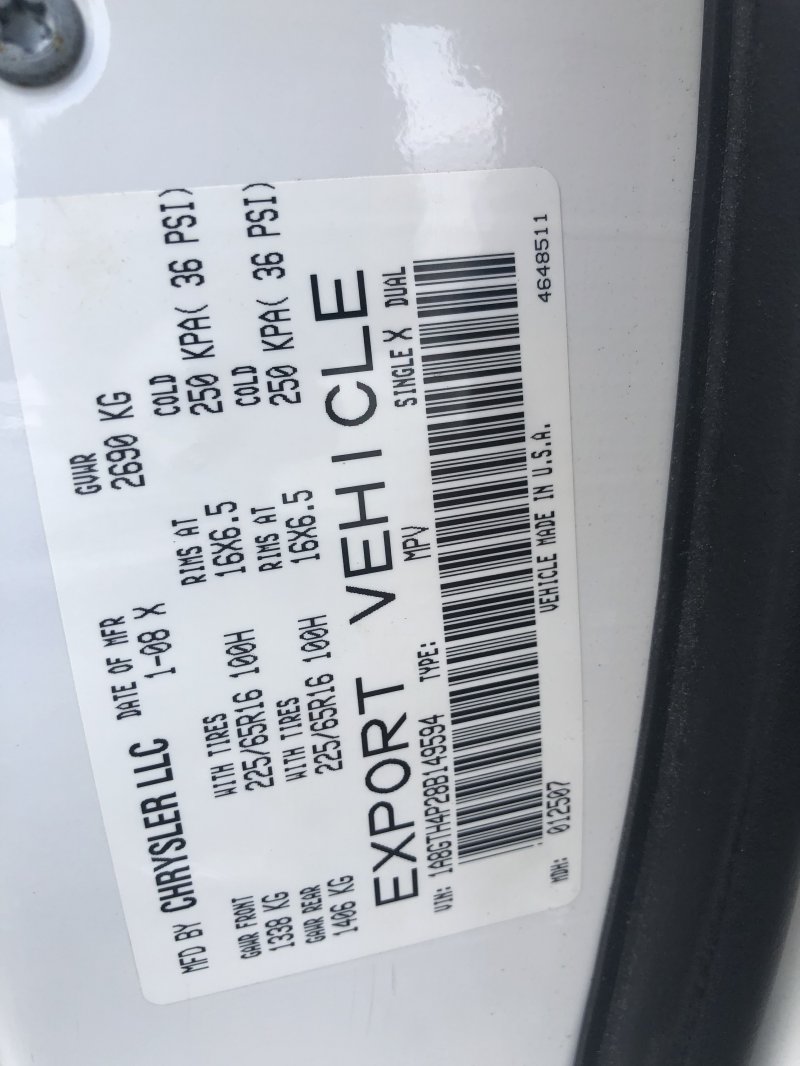 MFD BY CHRYSLER LLC DATE OF MFR GVWR
1-08 X 2690 KG
GAWR FRONT WITH TIRES RIMS AT COLD
1338 KG 225/65R16 100H 16X6.5 250 KPA( 36 PSI)
GAWR REAR WITH TIRES RIMS AT COLD
1406 KG 225/65R16 100H 16X6.5 250 KPA( 36 PSI)
EXPORT VEHICLE
VIN: 1A8GTH4P28B149594 TYPE: MPV SINGLE X DUAL
MDH: 012507 VEHICLE MADE IN U.S.A. 4648511